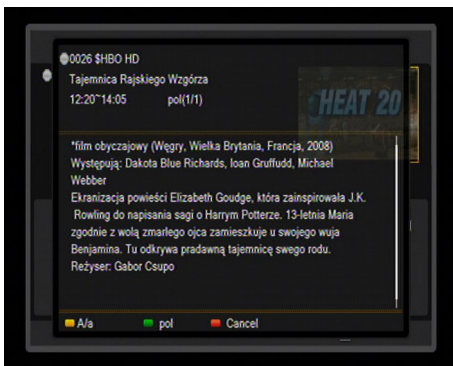 0026 $HBO HD
Tajemnica Rajskiego Wzgórza
12:20~14:05 pol(1/1)
HEAT 20
*film obyczajowy (Węgry, Wielka Brytania, Francja, 2008)
Występują: Dakota Blue Richards, Ioan Gruffudd, Michael
Webber
Ekranizacja powieści Elizabeth Goudge, która zainspirowała J.K.
Rowling do napisania sagi o Harrym Potterze. 13-letnia Maria
zgodnie z wolą zmarłego ojca zamieszkuje u swojego wuja
Benjamina. Tu odkrywa pradawną tajemnicę swego rodu.
Reżyser: Gabor Csupo
A/a pol Cancel